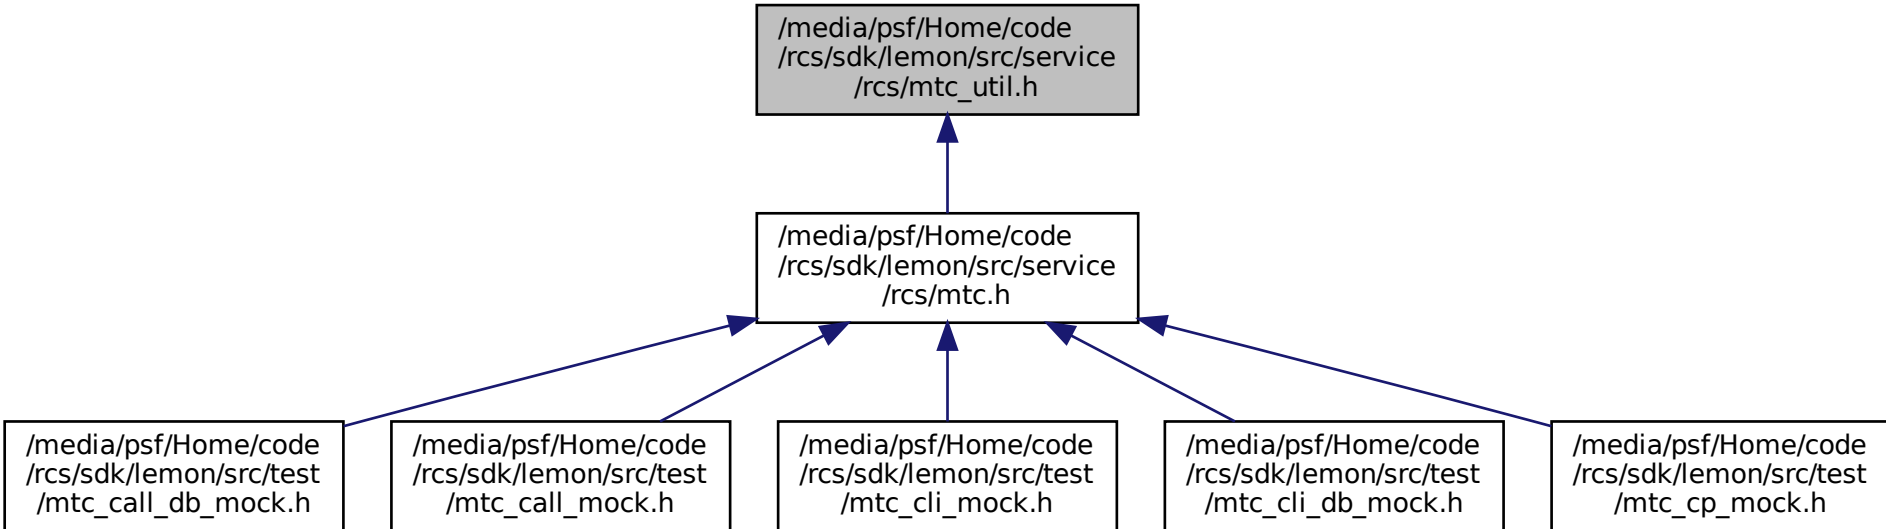 /media/psf/Home/code
/rcs/sdk/lemon/src/service
/rcs/mtc_util.h
/media/psf/Home/code
/rcs/sdk/lemon/src/service
/rcs/mtc.h
/media/psf/Home/code
/rcs/sdk/lemon/src/test
/mtc_call_db_mock.h
/media/psf/Home/code
/rcs/sdk/lemon/src/test
/mtc_call_mock.h
/media/psf/Home/code
/rcs/sdk/lemon/src/test
/mtc_cli_mock.h
/media/psf/Home/code
/rcs/sdk/lemon/src/test
/mtc_cli_db_mock.h
/media/psf/Home/code
/rcs/sdk/lemon/src/test
/mtc_cp_mock.h